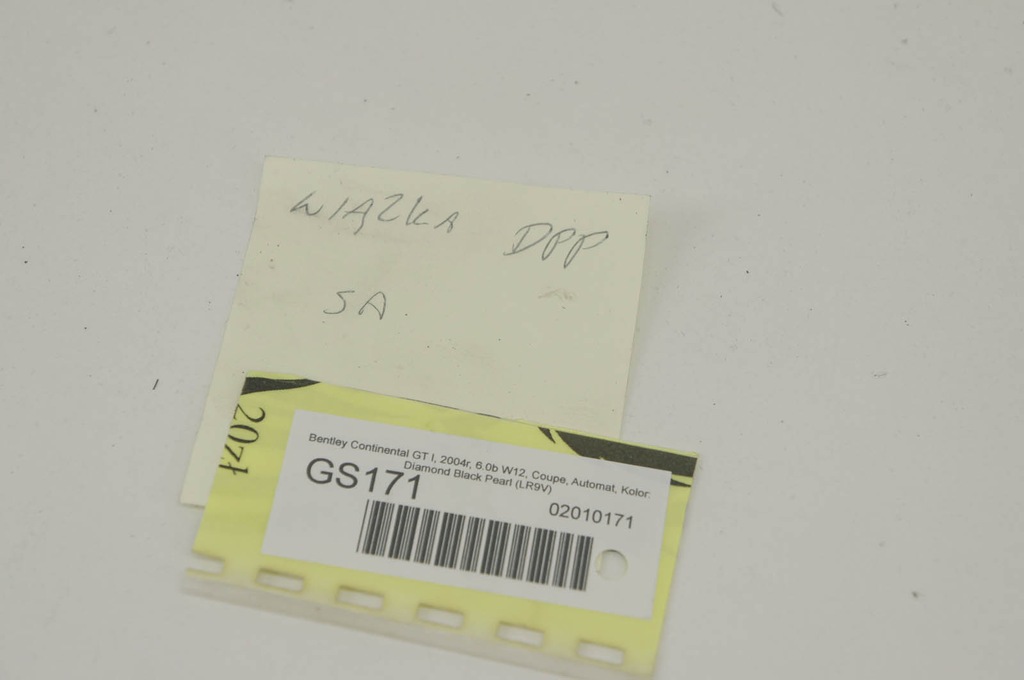 WIĄZKA DPP
SA
207t
Bentley Continental GT I, 2004r, 6.0b W12, Coupe, Automat, Kolor:
Diamond Black Pearl (LR9V)
GS171
02010171